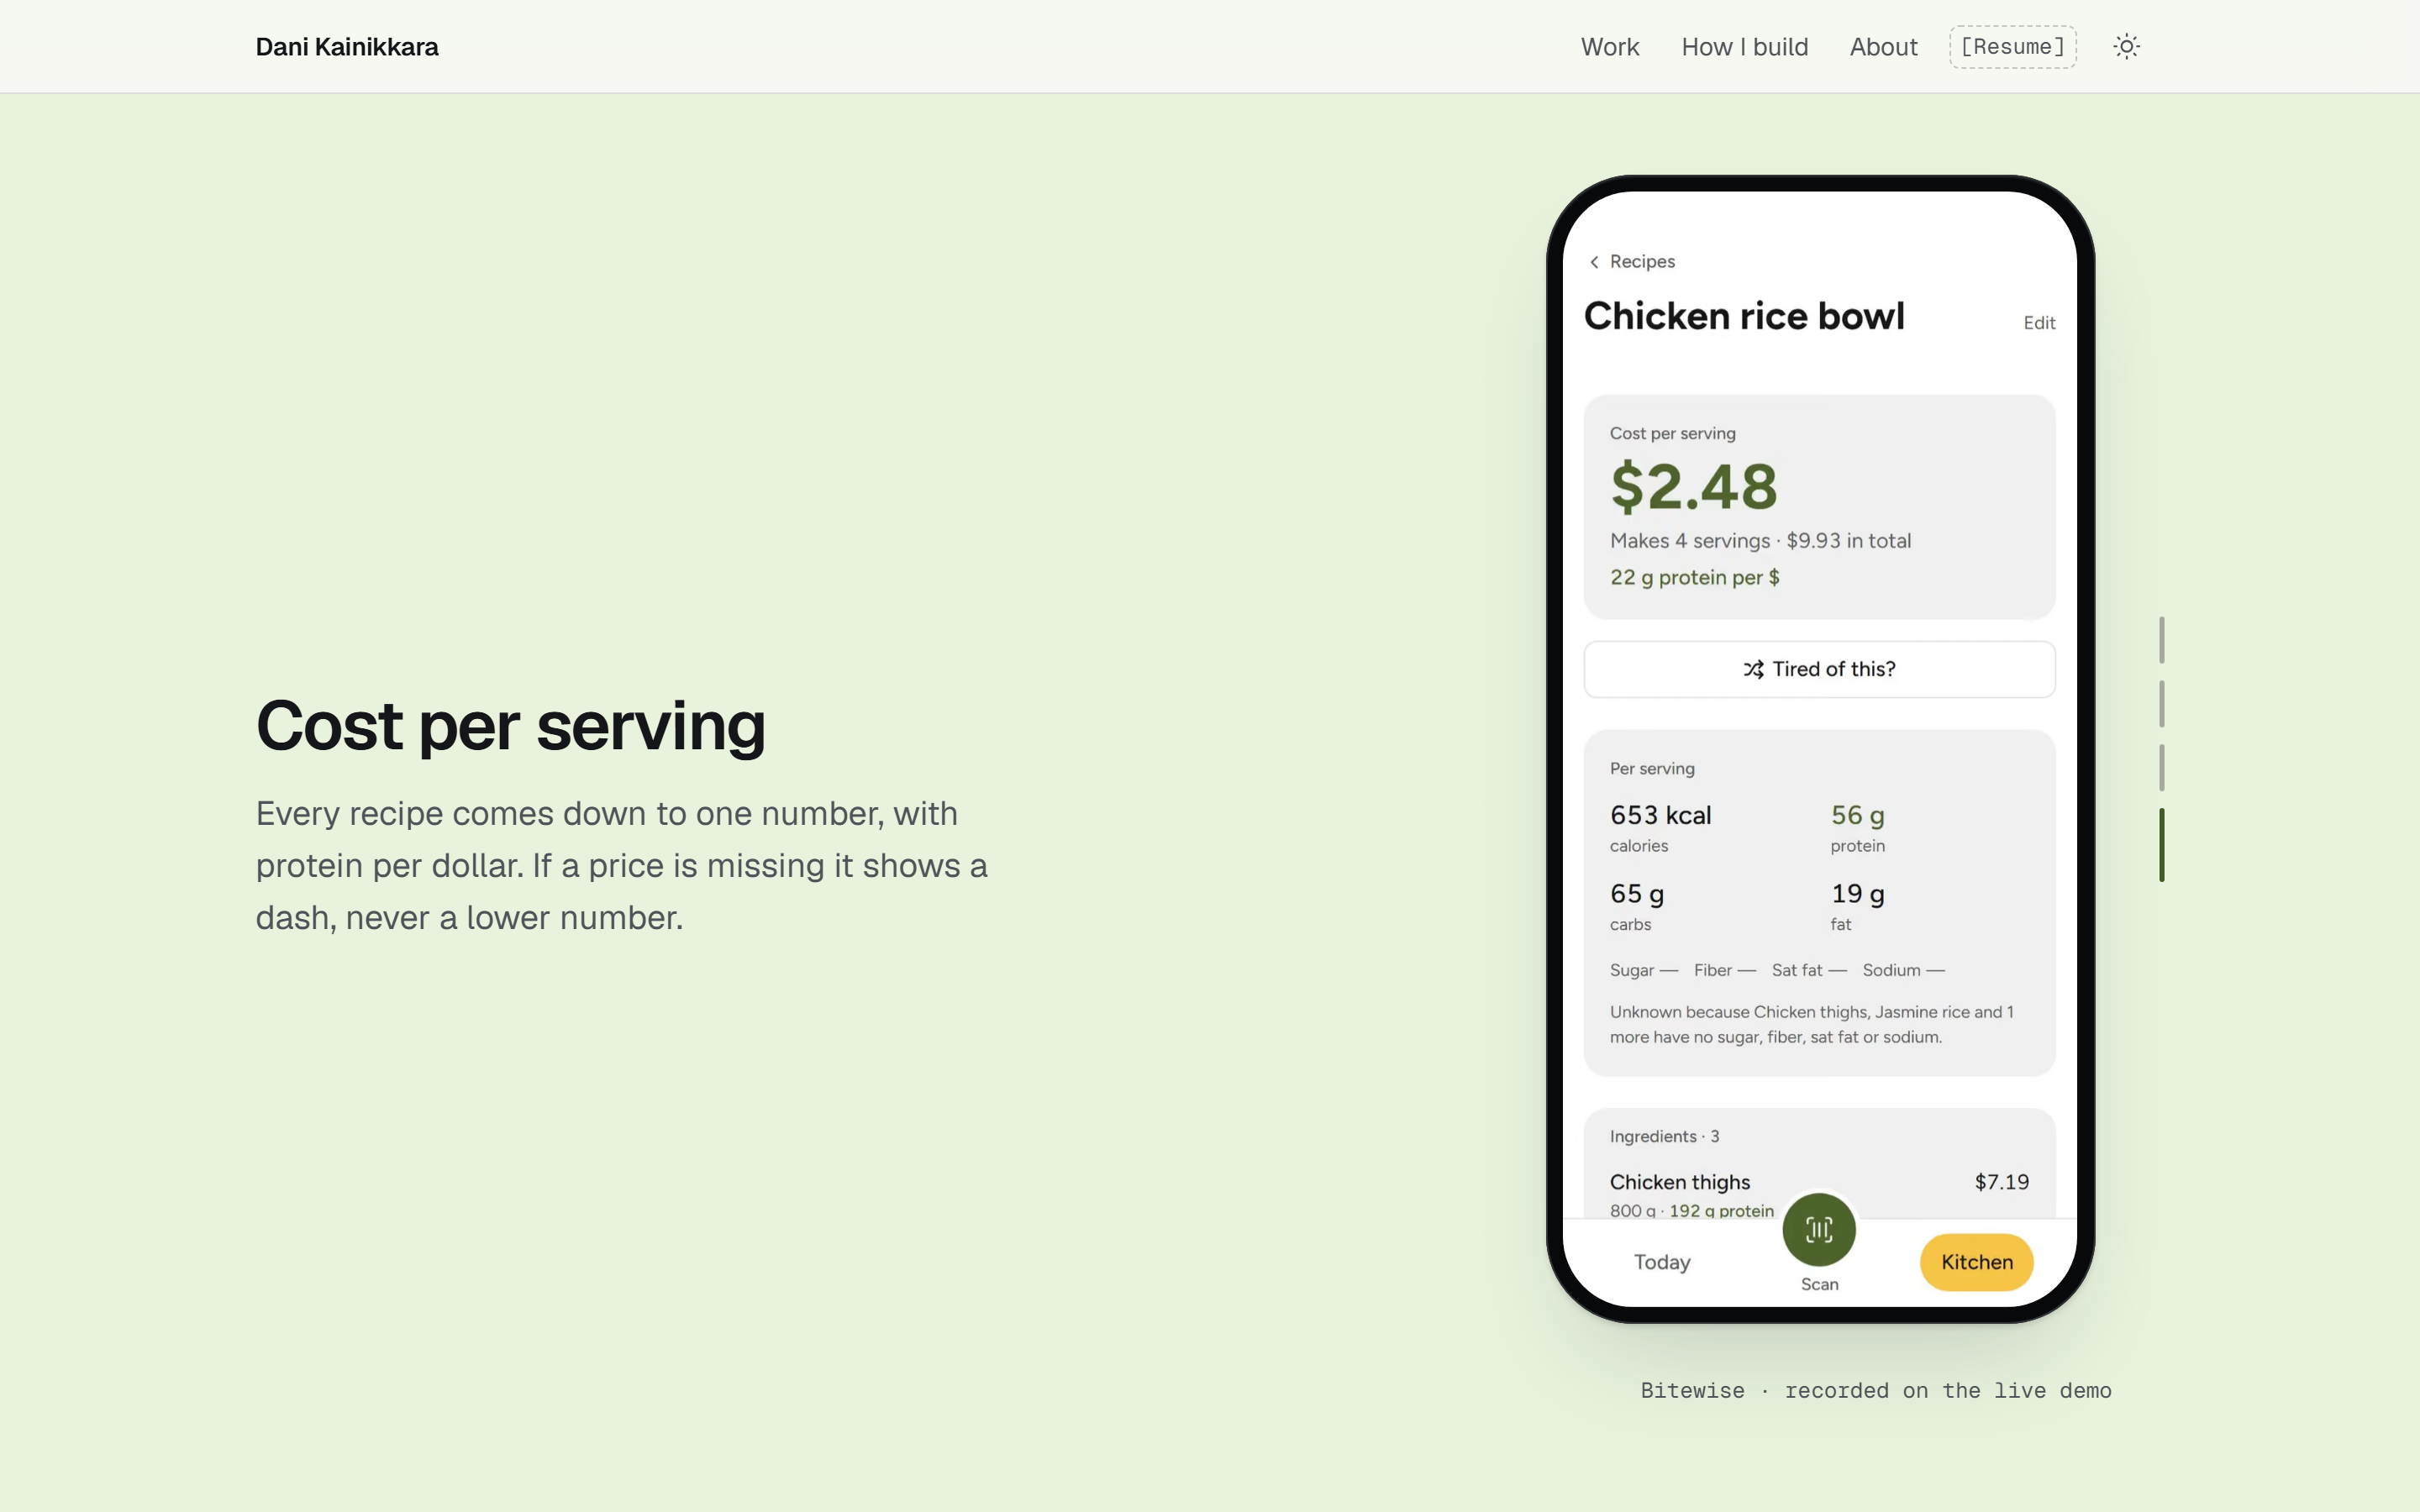 Dani Kainikkara
Work
How I build
About
[Resume]
Cost per serving
Every recipe comes down to one number, with
protein per dollar. If a price is missing it shows a
dash, never a lower number.
Recipes
Chicken rice bowl
Edit
Cost per serving
$2.48
Makes 4 servings · $9.93 in total
22 g protein per $
Tired of this?
Per serving
653 kcal
calories
56 g
protein
65 g
carbs
19 g
fat
Sugar — Fiber — Sat fat — Sodium —
Unknown because Chicken thighs, Jasmine rice and 1
more have no sugar, fiber, sat fat or sodium.
Ingredients · 3
Chicken thighs
$7.19
800 g · 192 g protein
Today
Scan
Kitchen
Bitewise · recorded on the live demo